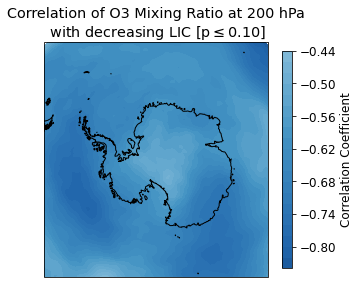 Correlation of O3 Mixing Ratio at 200 hPa
with decreasing LIC [p ≤ 0.10]
−0.44
−0.50
−0.56
−0.62
−0.68
−0.74
−0.80
Correlation Coefficient